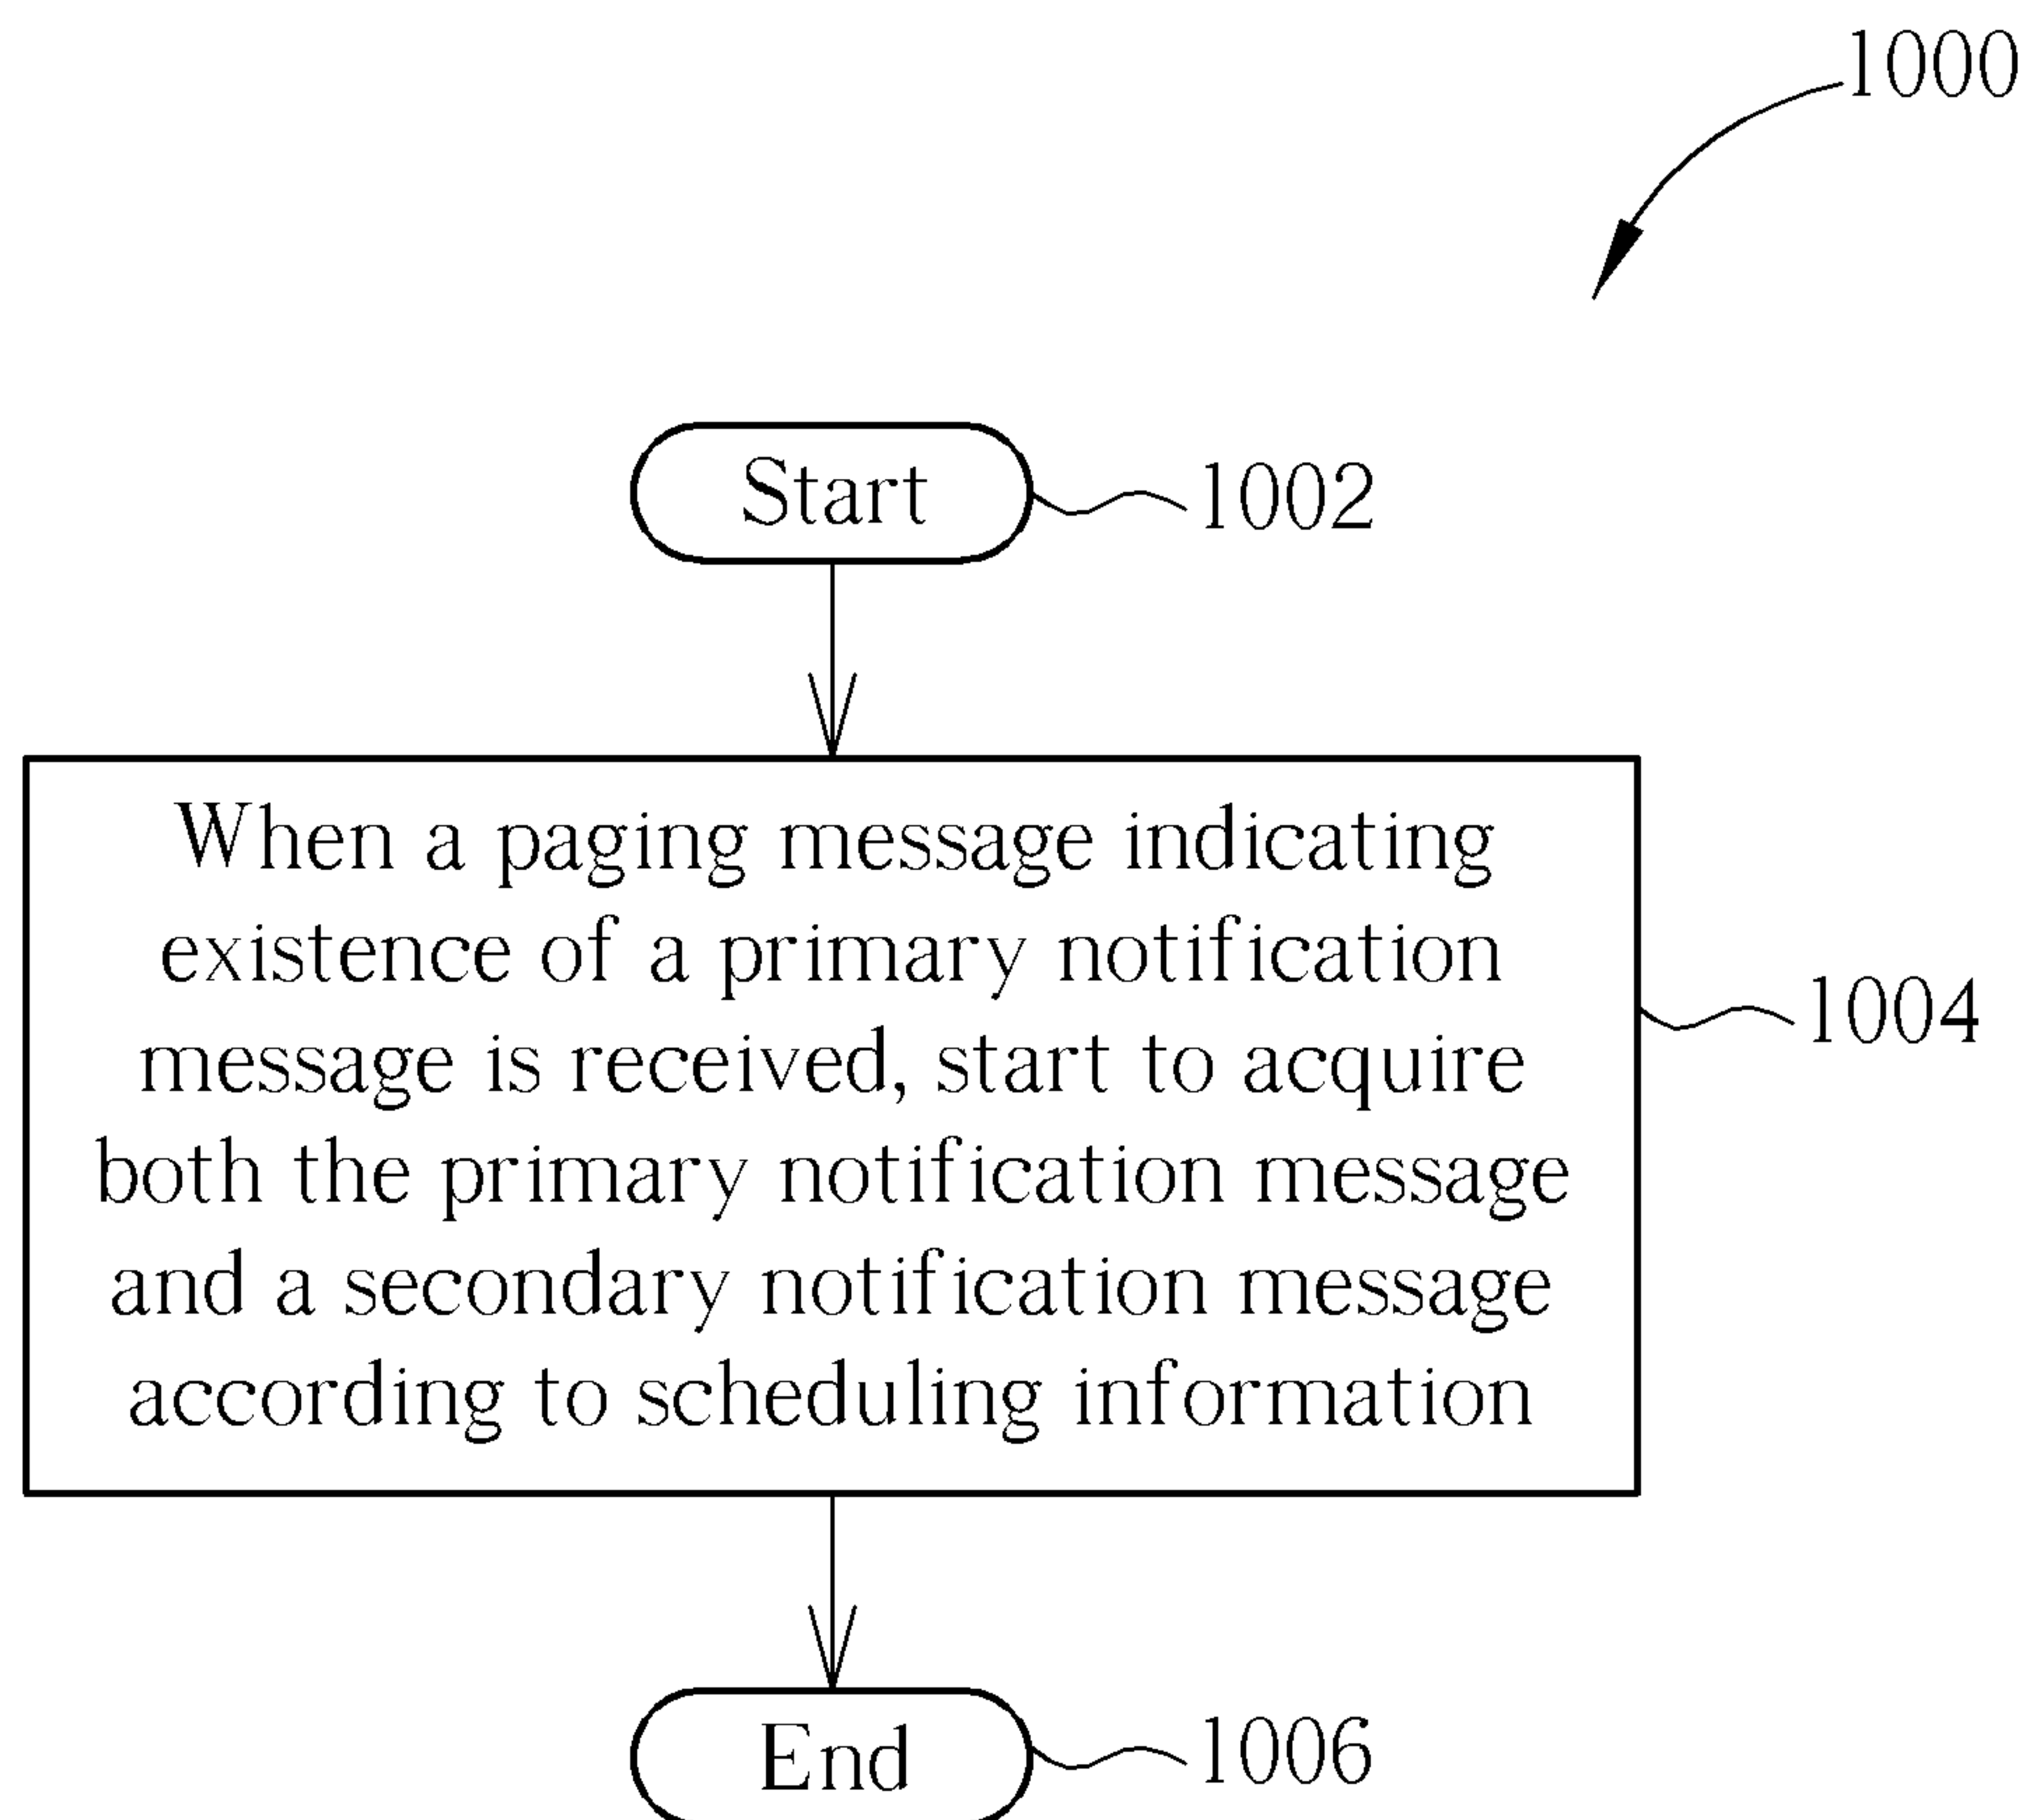 1000
Start
1002
When a paging message indicating
existence of a primary notification
message is received, start to acquire
both the primary notification message
and a secondary notification message
according to scheduling information
1004
End
1006